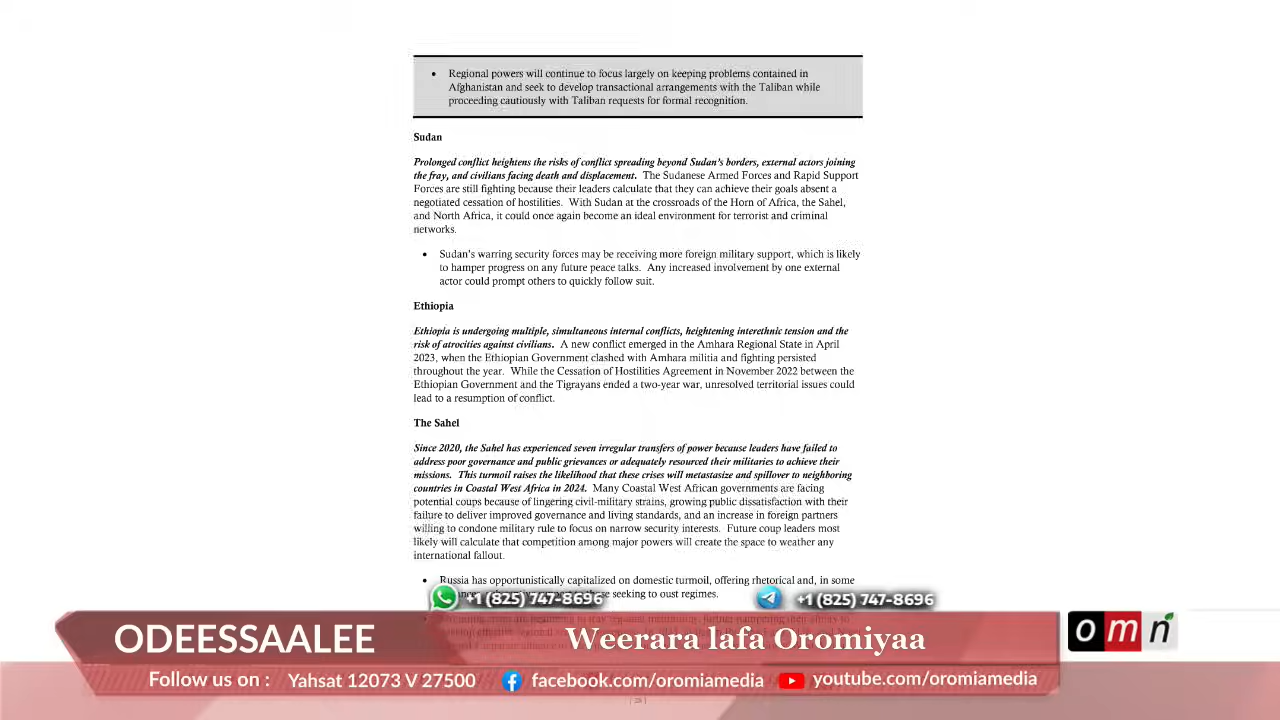 • Regional powers will continue to focus largely on keeping problems contained in
Afghanistan and seek to develop transactional arrangements with the Taliban while
proceeding cautiously with Taliban requests for formal recognition.
Sudan
Prolonged conflict heightens the risks of conflict spreading beyond Sudan's borders, external actors joining
the fray, and civilians facing death and displacement. The Sudanese Armed Forces and Rapid Support
Forces are still fighting because their leaders calculate that they can achieve their goals absent a
negotiated cessation of hostilities. With Sudan at the crossroads of the Horn of Africa, the Sahel,
and North Africa, it could once again become an ideal environment for terrorist and criminal
networks.
• Sudan's warring security forces may be receiving more foreign military support, which is likely
to hamper progress on any future peace talks. Any increased involvement by one external
actor could prompt others to quickly follow suit.
Ethiopia
Ethiopia is undergoing multiple, simultaneous internal conflicts, heightening interethnic tension and the
risk of atrocities against civilians. A new conflict emerged in the Amhara Regional State in April
2023, when the Ethiopian Government clashed with Amhara militia and fighting persisted
throughout the year. While the Cessation of Hostilities Agreement in November 2022 between the
Ethiopian Government and the Tigrayans ended a two-year war, unresolved territorial issues could
lead to a resumption of conflict.
The Sahel
Since 2020, the Sahel has experienced seven irregular transfers of power because leaders have failed to
address poor governance and public grievances or adequately resourced their militaries to achieve their
missions. This turmoil raises the likelihood that these crises will metastasize and spillover to neighboring
countries in Coastal West Africa in 2024. Many Coastal West African governments are facing
potential coups because of lingering civil-military strains, growing public dissatisfaction with their
failure to deliver improved governance and living standards, and an increase in foreign partners
willing to condone military rule to focus on narrow security interests. Future coup leaders most
likely will calculate that competition among major powers will create the space to weather any
international fallout.
• Russia has opportunistically capitalized on domestic turmoil, offering rhetorical and, in some
seeking to oust regimes.
+1 (825) 747-8696
+1 (825) 747-8696
ODEESSAALEE
Weerara lafa Oromiyaa
omn
Follow us on : Yahsat 12073 V 27500 facebook.com/oromiamedia youtube.com/oromiamedia